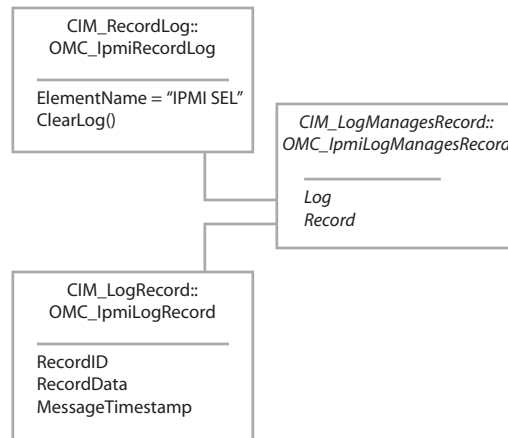 CIM_RecordLog::
OMC_IpmiRecordLog
ElementName = “IPMI SEL”
ClearLog()
CIM_LogManagesRecord::
OMC_IpmiLogManagesRecord
Log
Record
CIM_LogRecord::
OMC_IpmiLogRecord
RecordID
RecordData
MessageTimestamp